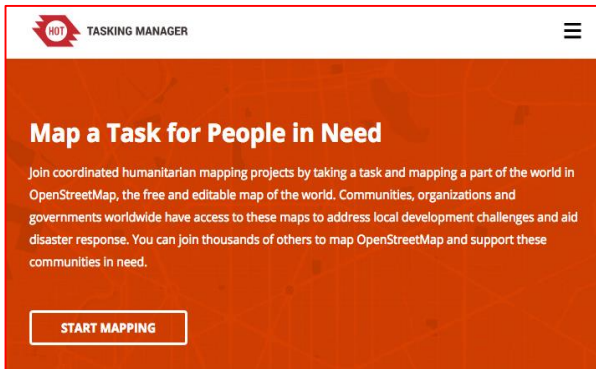 HOT TASKING MANAGER
Map a Task for People in Need
Join coordinated humanitarian mapping projects by taking a task and mapping a part of the world in
OpenStreetMap, the free and editable map of the world. Communities, organizations and
governments worldwide have access to these maps to address local development challenges and aid
disaster response. You can join thousands of others to map OpenStreetMap and support these
communities in need.
START MAPPING